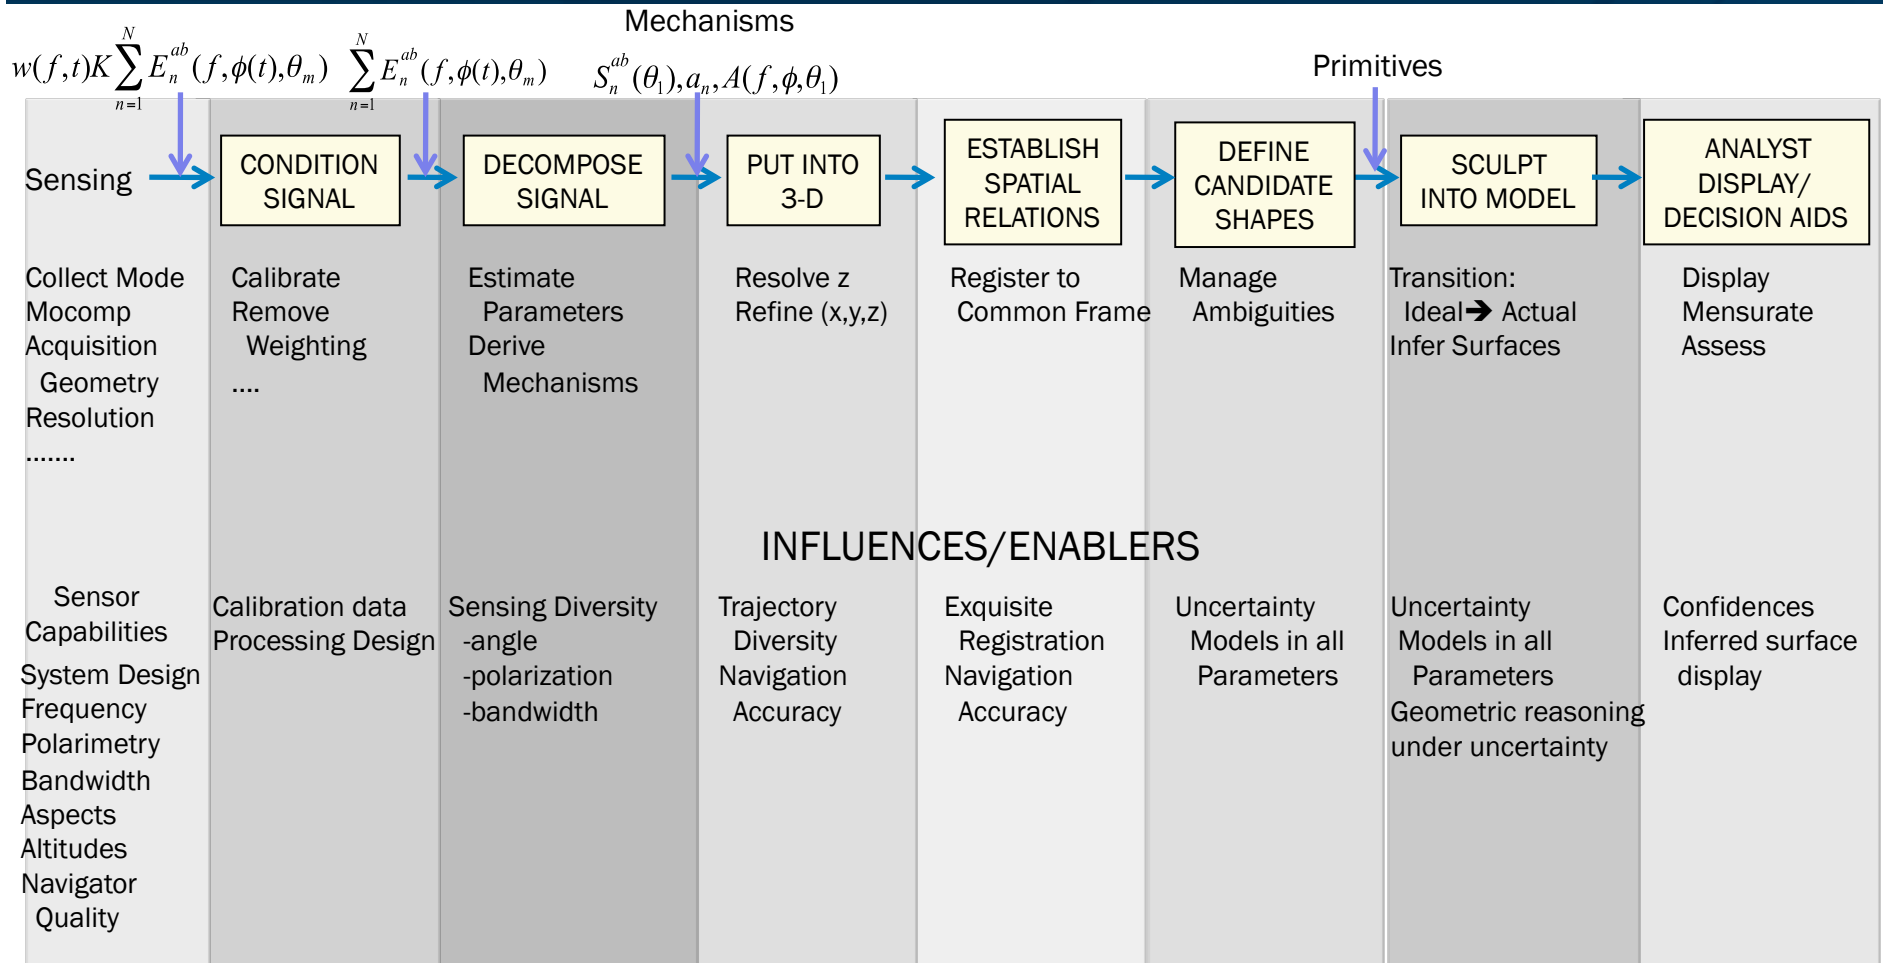 Mechanisms
w(f,t)K\sum_{n=1}^{N} E_n^{ab}(f,ϕ(t),θ_m)
\sum_{n=1}^{N} E_n^{ab}(f,ϕ(t),θ_m)
S_n^{ab}(θ_1),a_n,A(f,ϕ,θ_1)
Primitives
Sensing
CONDITION
SIGNAL
DECOMPOSE
SIGNAL
PUT INTO
3-D
ESTABLISH
SPATIAL
RELATIONS
DEFINE
CANDIDATE
SHAPES
SCULPT
INTO MODEL
ANALYST
DISPLAY/
DECISION AIDS
Collect Mode
Mocomp
Acquisition
Geometry
Resolution
.......
Calibrate
Remove
Weighting
....
Estimate
Parameters
Derive
Mechanisms
Resolve z
Refine (x,y,z)
Register to
Common Frame
Manage
Ambiguities
Transition:
Ideal➔ Actual
Infer Surfaces
Display
Mensurate
Assess
INFLUENCES/ENABLERS
Sensor
Capabilities
System Design
Frequency
Polarimetry
Bandwidth
Aspects
Altitudes
Navigator
Quality
Calibration data
Processing Design
Sensing Diversity
-angle
-polarization
-bandwidth
Trajectory
Diversity
Navigation
Accuracy
Exquisite
Registration
Navigation
Accuracy
Uncertainty
Models in all
Parameters
Uncertainty
Models in all
Parameters
Geometric reasoning
under uncertainty
Confidences
Inferred surface
display